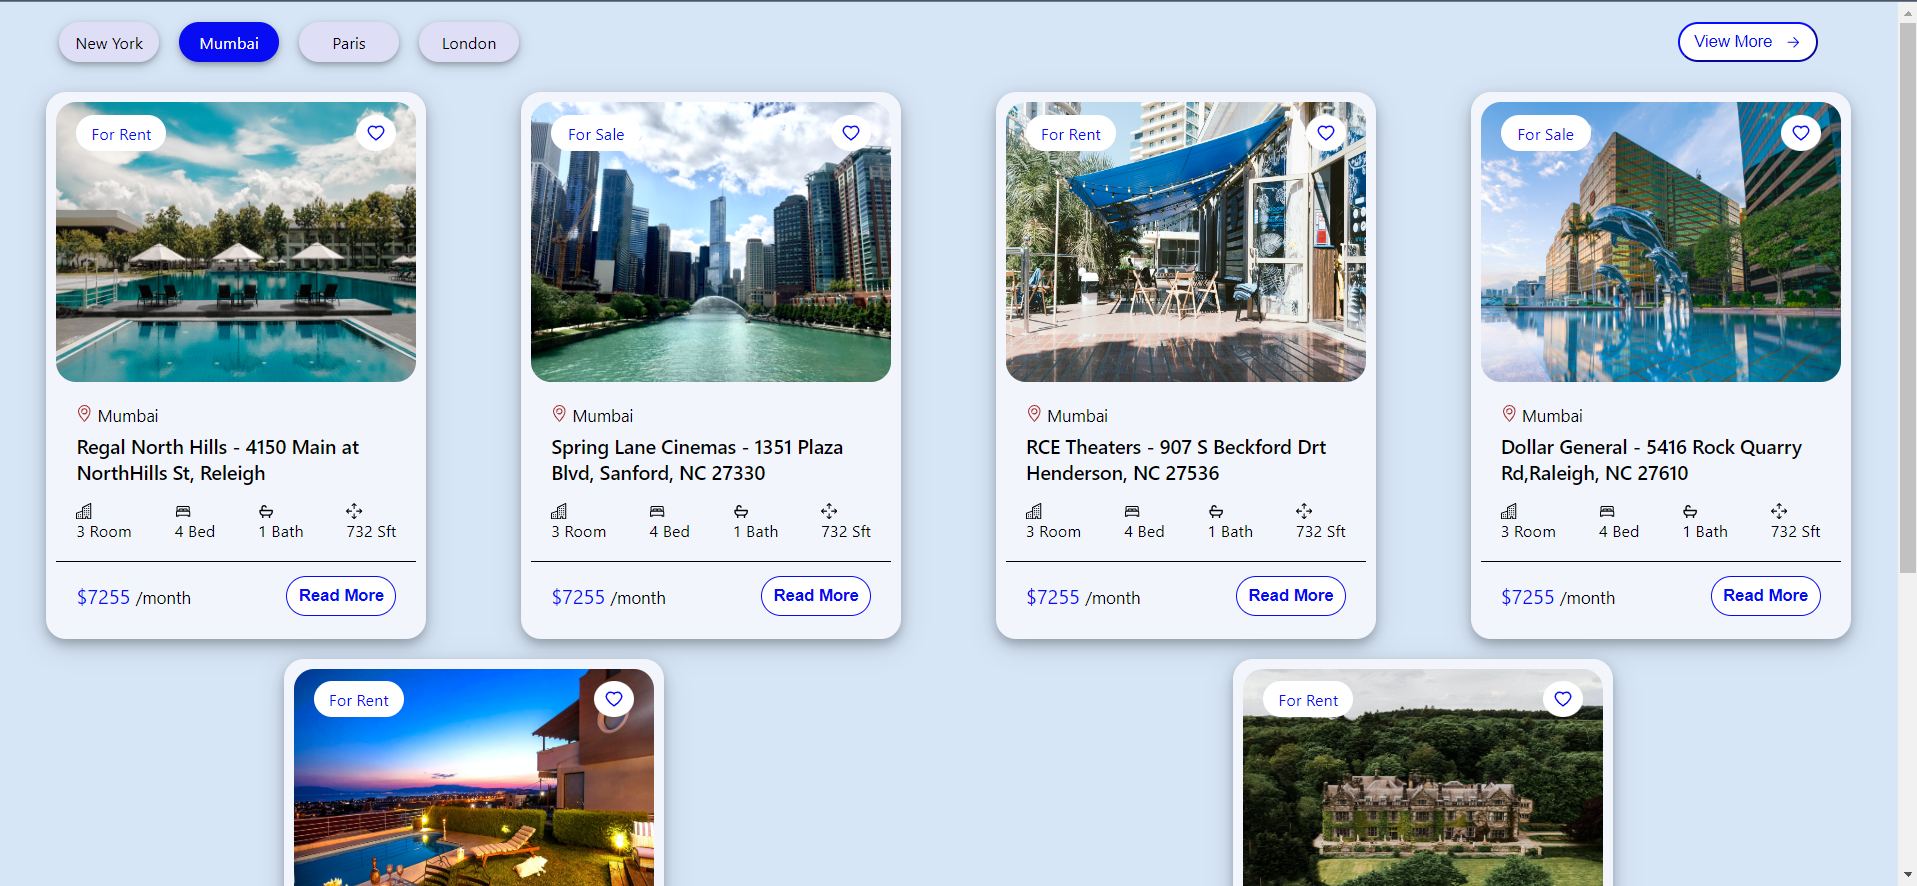 New York Mumbai Paris London View More
For Rent For Sale For Rent For Sale
Mumbai
Regal North Hills - 4150 Main at
NorthHills St, Releigh
3 Room 4 Bed 1 Bath 732 Sft
$7255 /month Read More
Mumbai
Spring Lane Cinemas - 1351 Plaza
Blvd, Sanford, NC 27330
3 Room 4 Bed 1 Bath 732 Sft
$7255 /month Read More
Mumbai
RCE Theaters - 907 S Beckford Drt
Henderson, NC 27536
3 Room 4 Bed 1 Bath 732 Sft
$7255 /month Read More
Mumbai
Dollar General - 5416 Rock Quarry
Rd,Raleigh, NC 27610
3 Room 4 Bed 1 Bath 732 Sft
$7255 /month Read More
For Rent For Rent